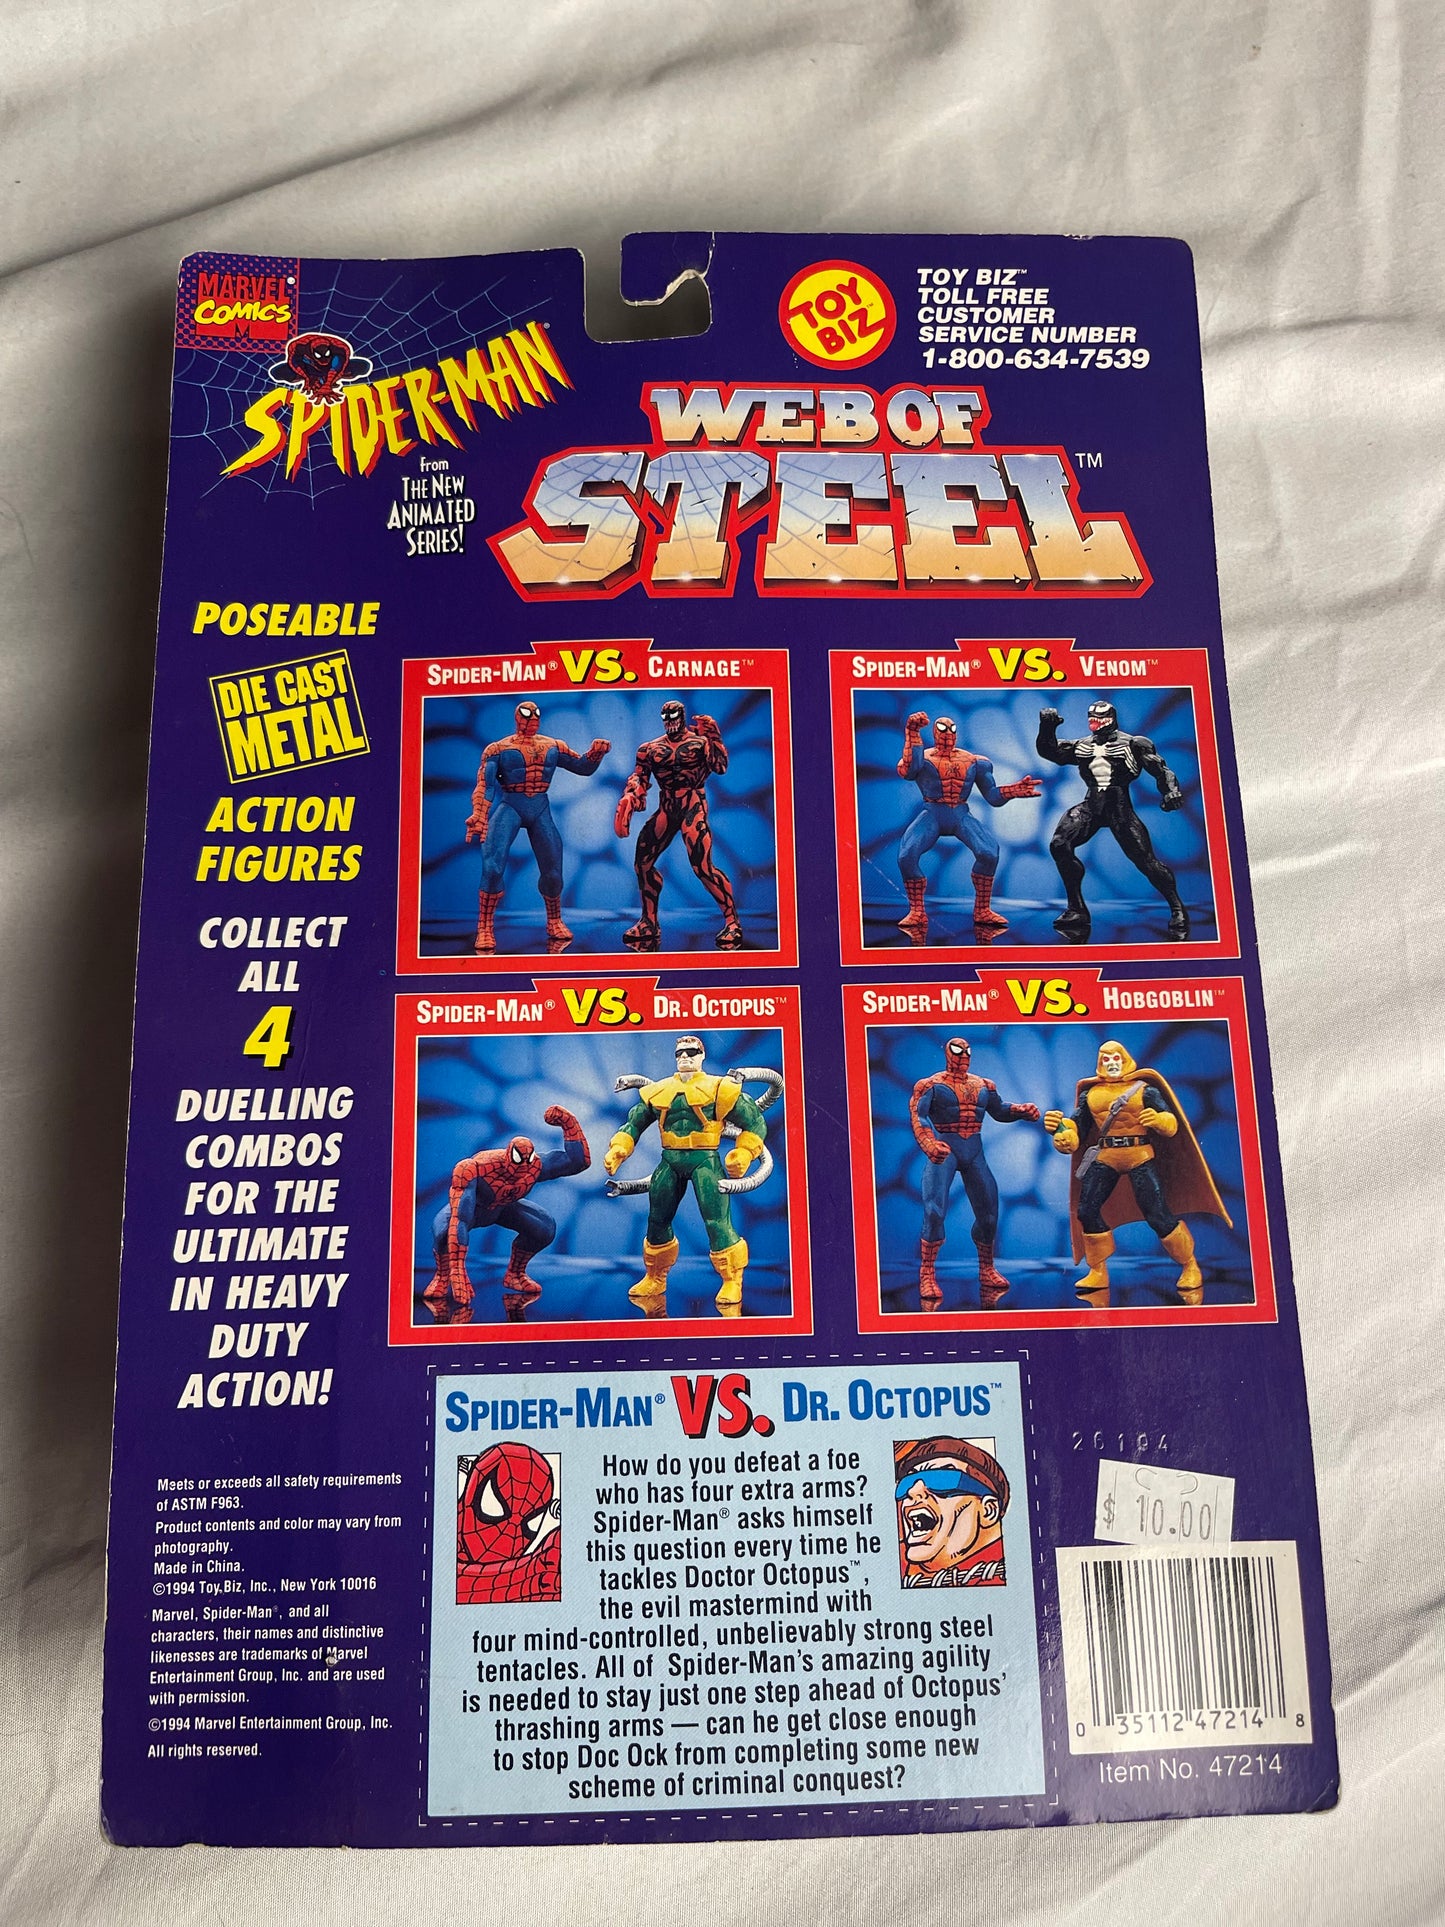 MARVEL®
COMICS
M
SPIDER-MAN®
from
THE NEW
ANIMATED
SERIES!
TOY
BIZ™
TOY BIZ™
TOLL FREE
CUSTOMER
SERVICE NUMBER
1-800-634-7539
WEB OF
STEEL™
POSEABLE
DIE CAST
METAL
ACTION
FIGURES
COLLECT
ALL
4
DUELLING
COMBOS
FOR THE
ULTIMATE
IN HEAVY
DUTY
ACTION!
SPIDER-MAN® VS. CARNAGE™
SPIDER-MAN® VS. VENOM™
SPIDER-MAN® VS. DR. OCTOPUS™
SPIDER-MAN® VS. HOBGOBLIN™
SPIDER-MAN® VS. DR. OCTOPUS™
How do you defeat a foe
who has four extra arms?
Spider-Man® asks himself
this question every time he
tackles Doctor Octopus™,
the evil mastermind with
four mind-controlled, unbelievably strong steel
tentacles. All of Spider-Man's amazing agility
is needed to stay just one step ahead of Octopus'
thrashing arms — can he get close enough
to stop Doc Ock from completing some new
scheme of criminal conquest?
Meets or exceeds all safety requirements
of ASTM F963.
Product contents and color may vary from
photography.
Made in China.
©1994 Toy Biz, Inc., New York 10016
Marvel, Spider-Man®, and all
characters, their names and distinctive
likenesses are trademarks of Marvel
Entertainment Group, Inc. and are used
with permission.
©1994 Marvel Entertainment Group, Inc.
All rights reserved.
26194
$ 10.00
0 35112 47214 8
Item No. 47214